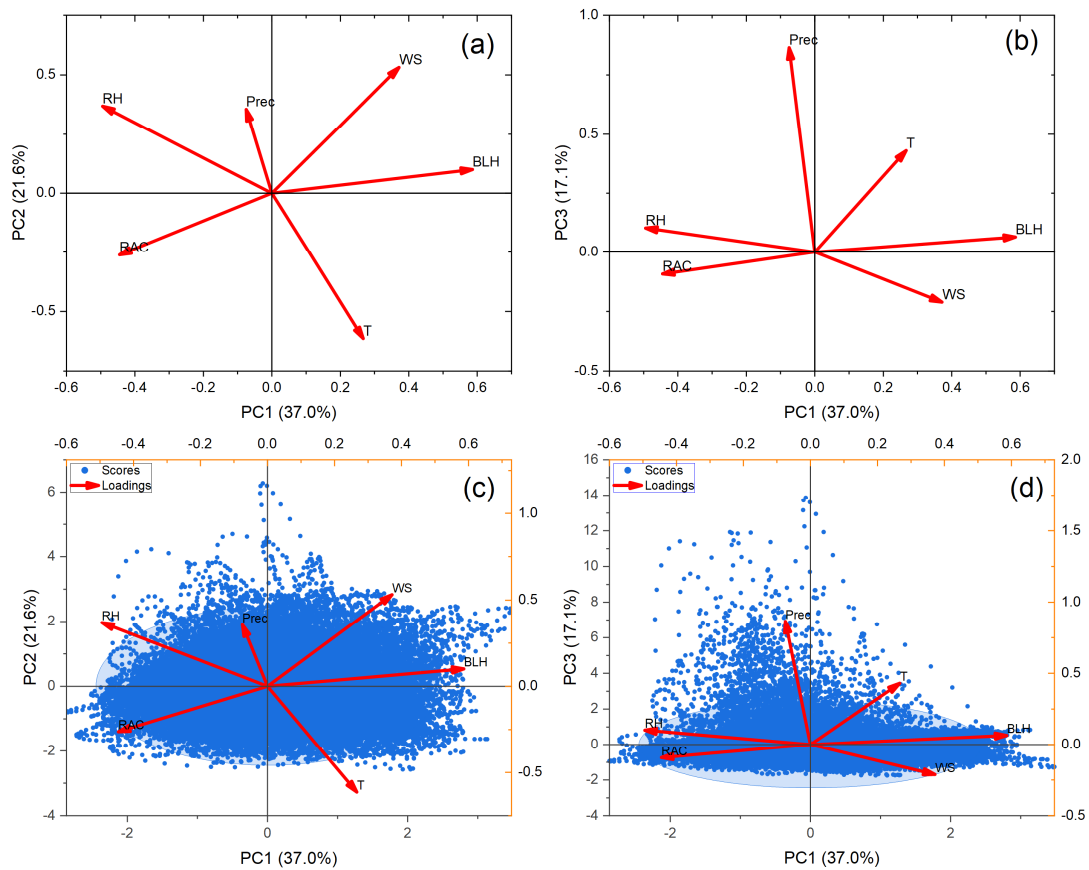 (a)
WS
RH
Prec
BLH
RAC
T
0.5
0.0
-0.5
PC2 (21.6%)
-0.6 -0.4 -0.2 0.0 0.2 0.4 0.6
PC1 (37.0%)
(b)
Prec
T
RH
BLH
RAC
WS
1.0
0.5
0.0
-0.5
PC3 (17.1%)
-0.6 -0.4 -0.2 0.0 0.2 0.4 0.6
PC1 (37.0%)
-0.6 -0.4 -0.2 0.0 0.2 0.4 0.6
Scores
Loadings
(c)
WS
RH
Prec
BLH
RAC
T
6
4
2
0
-2
-4
PC2 (21.6%)
1.0
0.5
0.0
-0.5
-2 0 2
PC1 (37.0%)
-0.6 -0.4 -0.2 0.0 0.2 0.4 0.6
Scores
Loadings
(d)
Prec
T
RH
BLH
RAC
WS
16
14
12
10
8
6
4
2
0
-2
-4
PC3 (17.1%)
2.0
1.5
1.0
0.5
0.0
-0.5
-2 0 2
PC1 (37.0%)